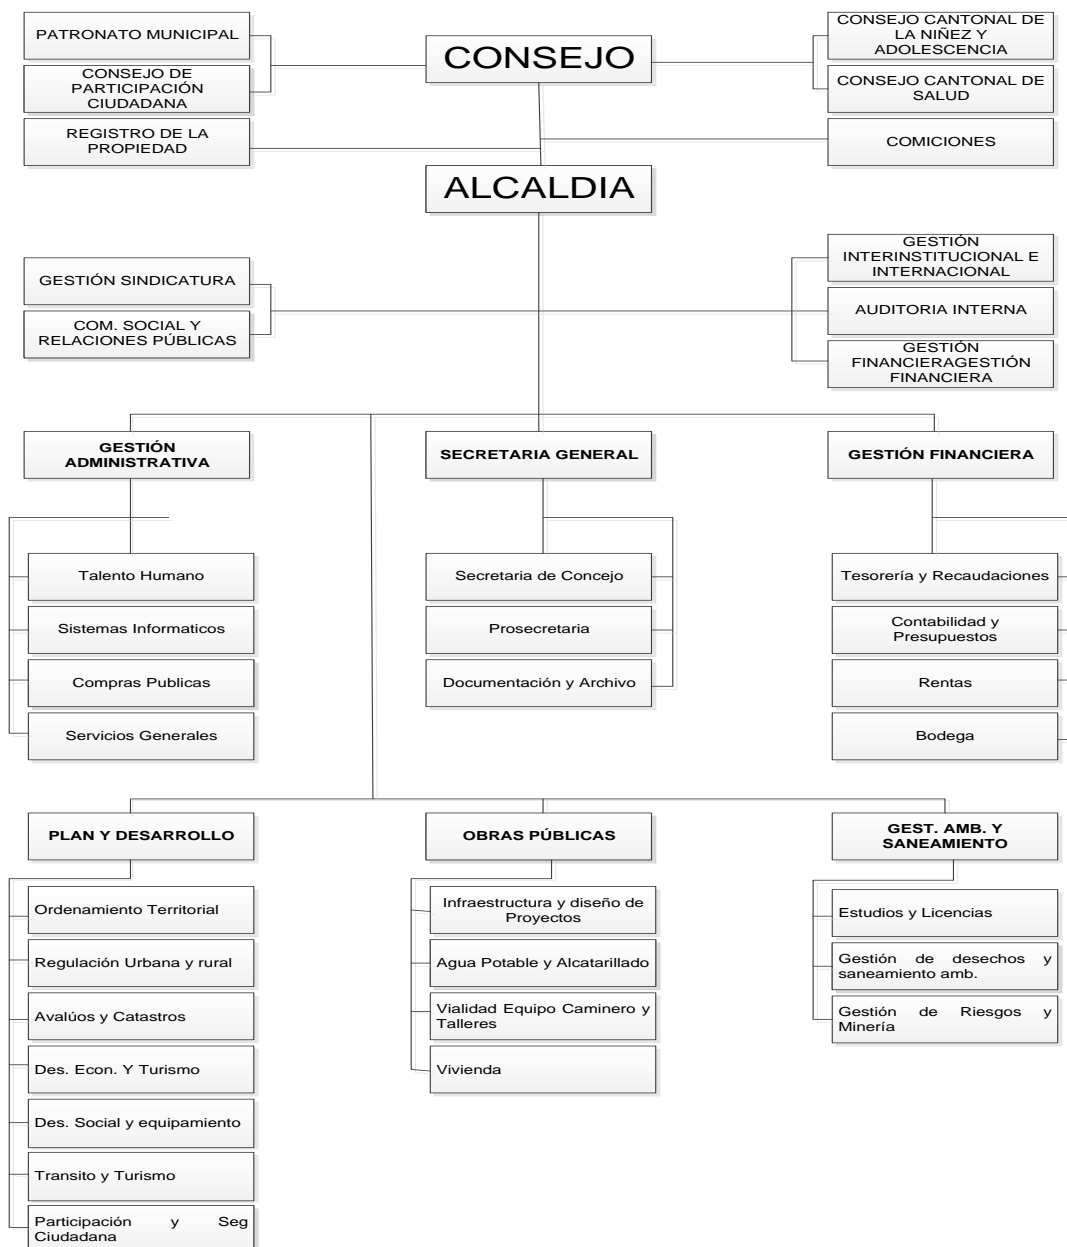 PATRONATO MUNICIPAL
CONSEJO DE
PARTICIPACIÓN
CIUDADANA
REGISTRO DE LA
PROPIEDAD
CONSEJO
CONSEJO CANTONAL DE
LA NIÑEZ Y
ADOLESCENCIA
CONSEJO CANTONAL DE
SALUD
COMICIONES
ALCALDIA
GESTIÓN SINDICATURA
COM. SOCIAL Y
RELACIONES PÚBLICAS
GESTIÓN
INTERINSTITUCIONAL E
INTERNACIONAL
AUDITORIA INTERNA
GESTIÓN
FINANCIERAGESTIÓN
FINANCIERA
GESTIÓN
ADMINISTRATIVA
SECRETARIA GENERAL
GESTIÓN FINANCIERA
Talento Humano
Sistemas Informaticos
Compras Publicas
Servicios Generales
Secretaria de Concejo
Prosecretaria
Documentación y Archivo
Tesorería y Recaudaciones
Contabilidad y
Presupuestos
Rentas
Bodega
PLAN Y DESARROLLO
OBRAS PÚBLICAS
GEST. AMB. Y
SANEAMIENTO
Ordenamiento Territorial
Regulación Urbana y rural
Avalúos y Catastros
Des. Econ. Y Turismo
Des. Social y equipamiento
Transito y Turismo
Participación y Seg
Ciudadana
Infraestructura y diseño de
Proyectos
Agua Potable y Alcatarillado
Vialidad Equipo Caminero y
Talleres
Vivienda
Estudios y Licencias
Gestión de desechos y
saneamiento amb.
Gestión de Riesgos y
Minería